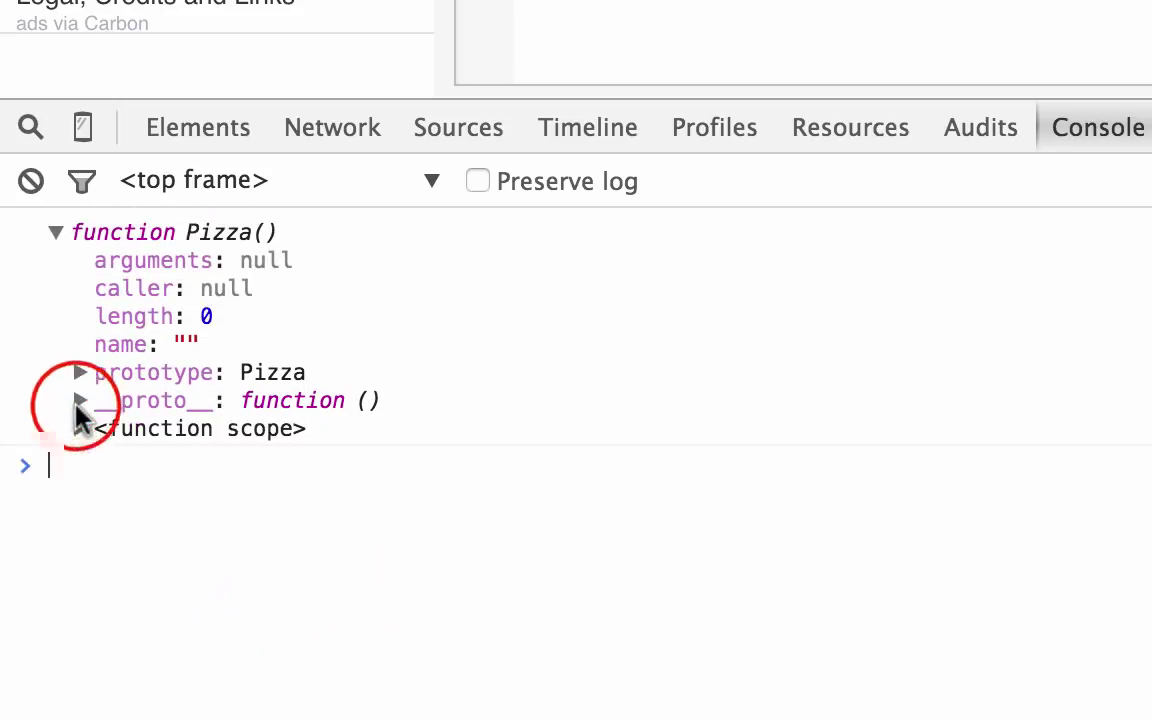 Legal, Credits and Links
ads via Carbon
Elements Network Sources Timeline Profiles Resources Audits Console
<top frame> ▼ Preserve log
▼ function Pizza()
arguments: null
caller: null
length: 0
name: ""
▶ prototype: Pizza
▶ __proto__: function ()
<function scope>
>